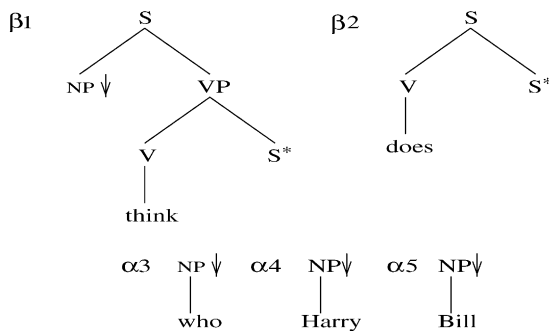 β1 S β2 S
NP↓ VP V S*
V S* does
think
α3 NP↓ α4 NP↓ α5 NP↓
who Harry Bill